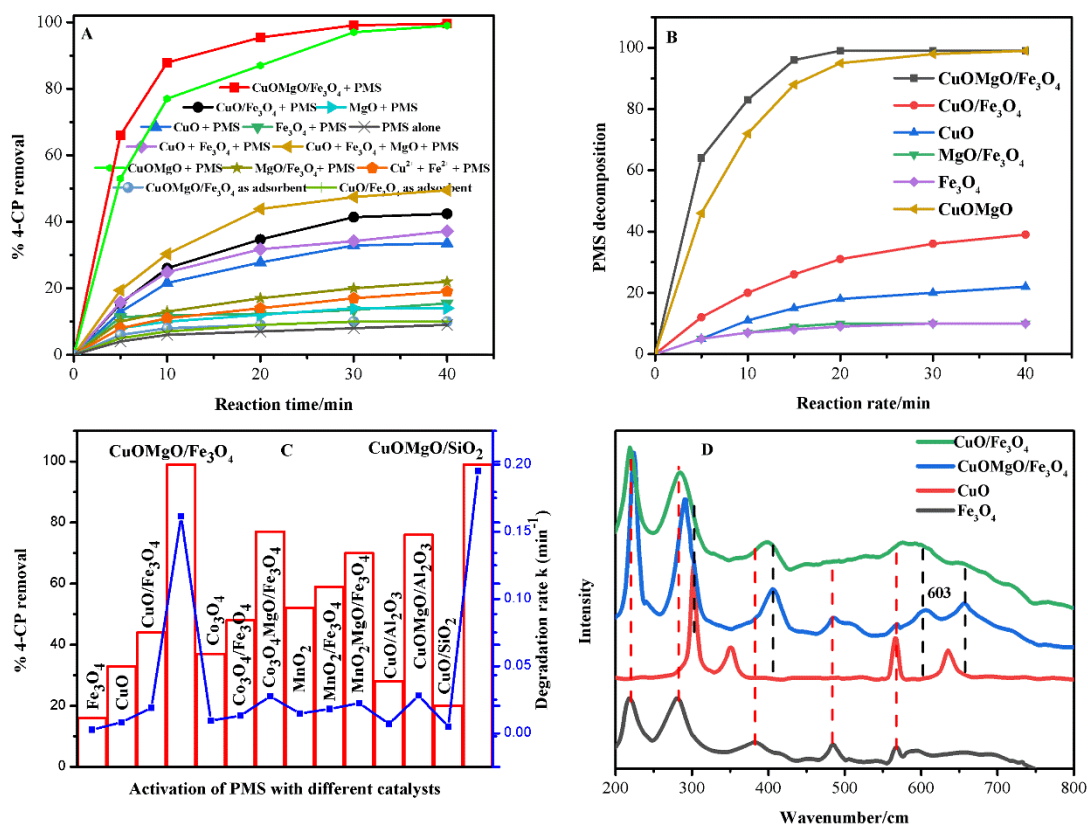 A
% 4-CP removal
100
80
60
40
20
0
CuOMgO/Fe₃O₄ + PMS
CuO/Fe₃O₄ + PMS MgO + PMS
CuO + PMS Fe₃O₄ + PMS PMS alone
CuO + Fe₃O₄ + PMS CuO + Fe₃O₄ + MgO + PMS
CuOMgO + PMS MgO/Fe₃O₄+ PMS Cu²⁺ + Fe²⁺ + PMS
CuOMgO/Fe₃O₄ as adsorbent CuO/Fe₃O₄ as adsorbent
0 10 20 30 40
Reaction time/min
B
PMS decomposition
100
80
60
40
20
0
CuOMgO/Fe₃O₄
CuO/Fe₃O₄
CuO
MgO/Fe₃O₄
Fe₃O₄
CuOMgO
0 10 20 30 40
Reaction rate/min
C
% 4-CP removal
100
80
60
40
20
0
Fe₃O₄
CuO
CuO/Fe₃O₄
CuOMgO/Fe₃O₄
Co₃O₄
Co₃O₄/Fe₃O₄
Co₃O₄MgO/Fe₃O₄
MnO₂
MnO₂/Fe₃O₄
MnO₂MgO/Fe₃O₄
CuO/Al₂O₃
CuOMgO/Al₂O₃
CuO/SiO₂
CuOMgO/SiO₂
0.20
0.15
0.10
0.05
0.00
Degradation rate k (min⁻¹)
Activation of PMS with different catalysts
D
Intensity
CuO/Fe₃O₄
CuOMgO/Fe₃O₄
CuO
Fe₃O₄
603
200 300 400 500 600 700 800
Wavenumber/cm